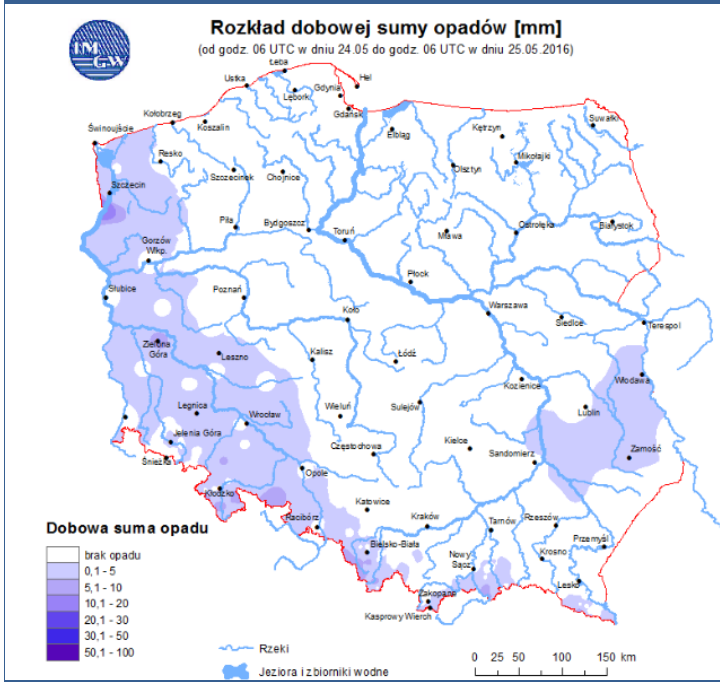 Rozkład dobowej sumy opadów [mm]
(od godz. 06 UTC w dniu 24.05 do godz. 06 UTC w dniu 25.05.2016)
IM
G.W
Łeba
Ustka
Hel
Lębork
Gdynia
Gdańsk
Kołobrzeg
Koszalin
Świnoujście
Elbląg
Kętrzyn
Suwałki
Resko
Szczecinek
Chojnice
Olsztyn
Mikołajki
Szczecin
Piła
Bydgoszcz
Toruń
Mława
Ostrołęka
Białystok
Gorzów
Wlkp.
Płock
Słubice
Poznań
Koło
Warszawa
Siedlce
Terespol
Zielona
Góra
Leszno
Kalisz
Łódź
Włodawa
Kozienice
Legnica
Wrocław
Wieluń
Sulejów
Lublin
Jelenia Góra
Częstochowa
Kielce
Sandomierz
Zamość
Śnieżka
Opole
Kłodzko
Katowice
Racibórz
Kraków
Tarnów
Rzeszów
Przemyśl
Bielsko-Biała
Nowy
Sącz
Krosno
Lesko
Zakopane
Kasprowy Wierch
Dobowa suma opadu
brak opadu
0,1 - 5
5,1 - 10
10,1 - 20
20,1 - 30
30,1 - 50
50,1 - 100
Rzeki
Jeziora i zbiorniki wodne
0 25 50 100 150 km